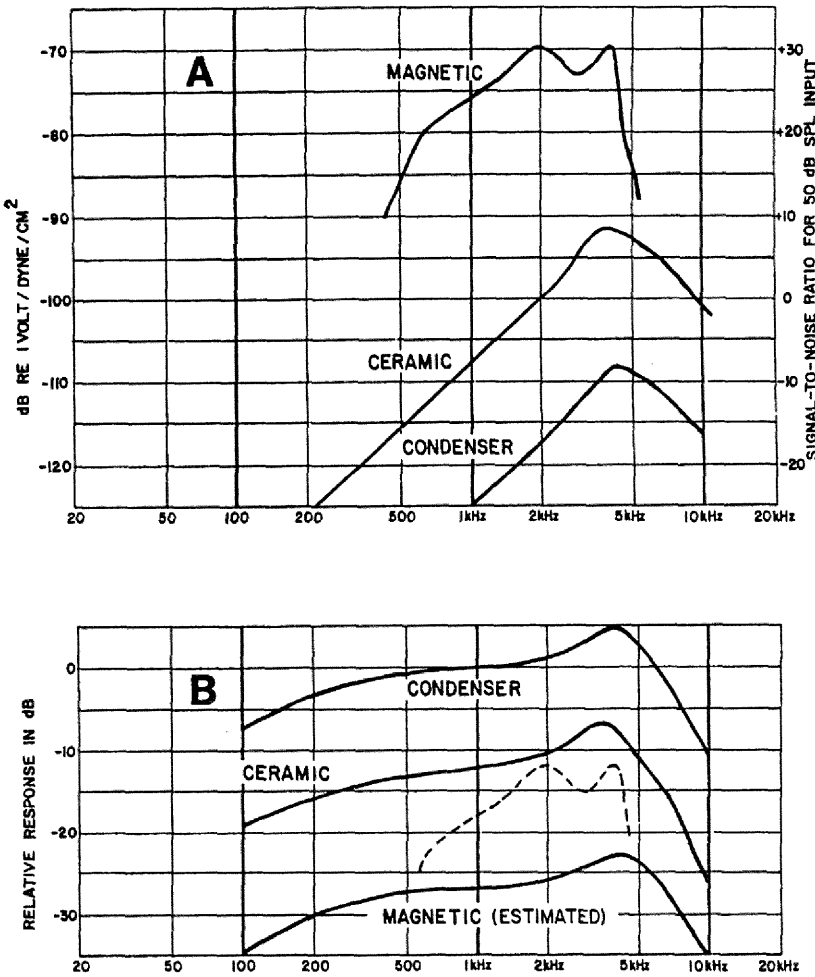 A
MAGNETIC
CERAMIC
CONDENSER
dB RE 1 VOLT / DYNE / CM²
-70
-80
-90
-100
-110
-120
+30
+20
+10
0
-10
-20
SIGNAL-TO-NOISE RATIO FOR 50 dB SPL INPUT
20 50 100 200 500 1kHz 2kHz 5kHz 10kHz 20kHz
B
CONDENSER
CERAMIC
MAGNETIC (ESTIMATED)
RELATIVE RESPONSE IN dB
0
-10
-20
-30
20 50 100 200 500 1kHz 2kHz 5kHz 10kHz 20kHz